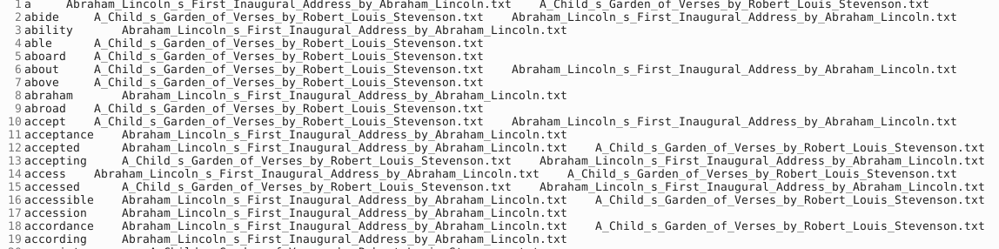 1 a Abraham_Lincoln_s_First_Inaugural_Address_by_Abraham_Lincoln.txt A_Child_s_Garden_of_Verses_by_Robert_Louis_Stevenson.txt
2 abide A_Child_s_Garden_of_Verses_by_Robert_Louis_Stevenson.txt Abraham_Lincoln_s_First_Inaugural_Address_by_Abraham_Lincoln.txt
3 ability Abraham_Lincoln_s_First_Inaugural_Address_by_Abraham_Lincoln.txt
4 able A_Child_s_Garden_of_Verses_by_Robert_Louis_Stevenson.txt
5 aboard A_Child_s_Garden_of_Verses_by_Robert_Louis_Stevenson.txt
6 about A_Child_s_Garden_of_Verses_by_Robert_Louis_Stevenson.txt Abraham_Lincoln_s_First_Inaugural_Address_by_Abraham_Lincoln.txt
7 above A_Child_s_Garden_of_Verses_by_Robert_Louis_Stevenson.txt
8 abraham Abraham_Lincoln_s_First_Inaugural_Address_by_Abraham_Lincoln.txt
9 abroad A_Child_s_Garden_of_Verses_by_Robert_Louis_Stevenson.txt
10 accept A_Child_s_Garden_of_Verses_by_Robert_Louis_Stevenson.txt Abraham_Lincoln_s_First_Inaugural_Address_by_Abraham_Lincoln.txt
11 acceptance Abraham_Lincoln_s_First_Inaugural_Address_by_Abraham_Lincoln.txt
12 accepted Abraham_Lincoln_s_First_Inaugural_Address_by_Abraham_Lincoln.txt A_Child_s_Garden_of_Verses_by_Robert_Louis_Stevenson.txt
13 accepting A_Child_s_Garden_of_Verses_by_Robert_Louis_Stevenson.txt Abraham_Lincoln_s_First_Inaugural_Address_by_Abraham_Lincoln.txt
14 access Abraham_Lincoln_s_First_Inaugural_Address_by_Abraham_Lincoln.txt A_Child_s_Garden_of_Verses_by_Robert_Louis_Stevenson.txt
15 accessed A_Child_s_Garden_of_Verses_by_Robert_Louis_Stevenson.txt Abraham_Lincoln_s_First_Inaugural_Address_by_Abraham_Lincoln.txt
16 accessible Abraham_Lincoln_s_First_Inaugural_Address_by_Abraham_Lincoln.txt A_Child_s_Garden_of_Verses_by_Robert_Louis_Stevenson.txt
17 accession Abraham_Lincoln_s_First_Inaugural_Address_by_Abraham_Lincoln.txt
18 accordance Abraham_Lincoln_s_First_Inaugural_Address_by_Abraham_Lincoln.txt A_Child_s_Garden_of_Verses_by_Robert_Louis_Stevenson.txt
19 according Abraham_Lincoln_s_First_Inaugural_Address_by_Abraham_Lincoln.txt